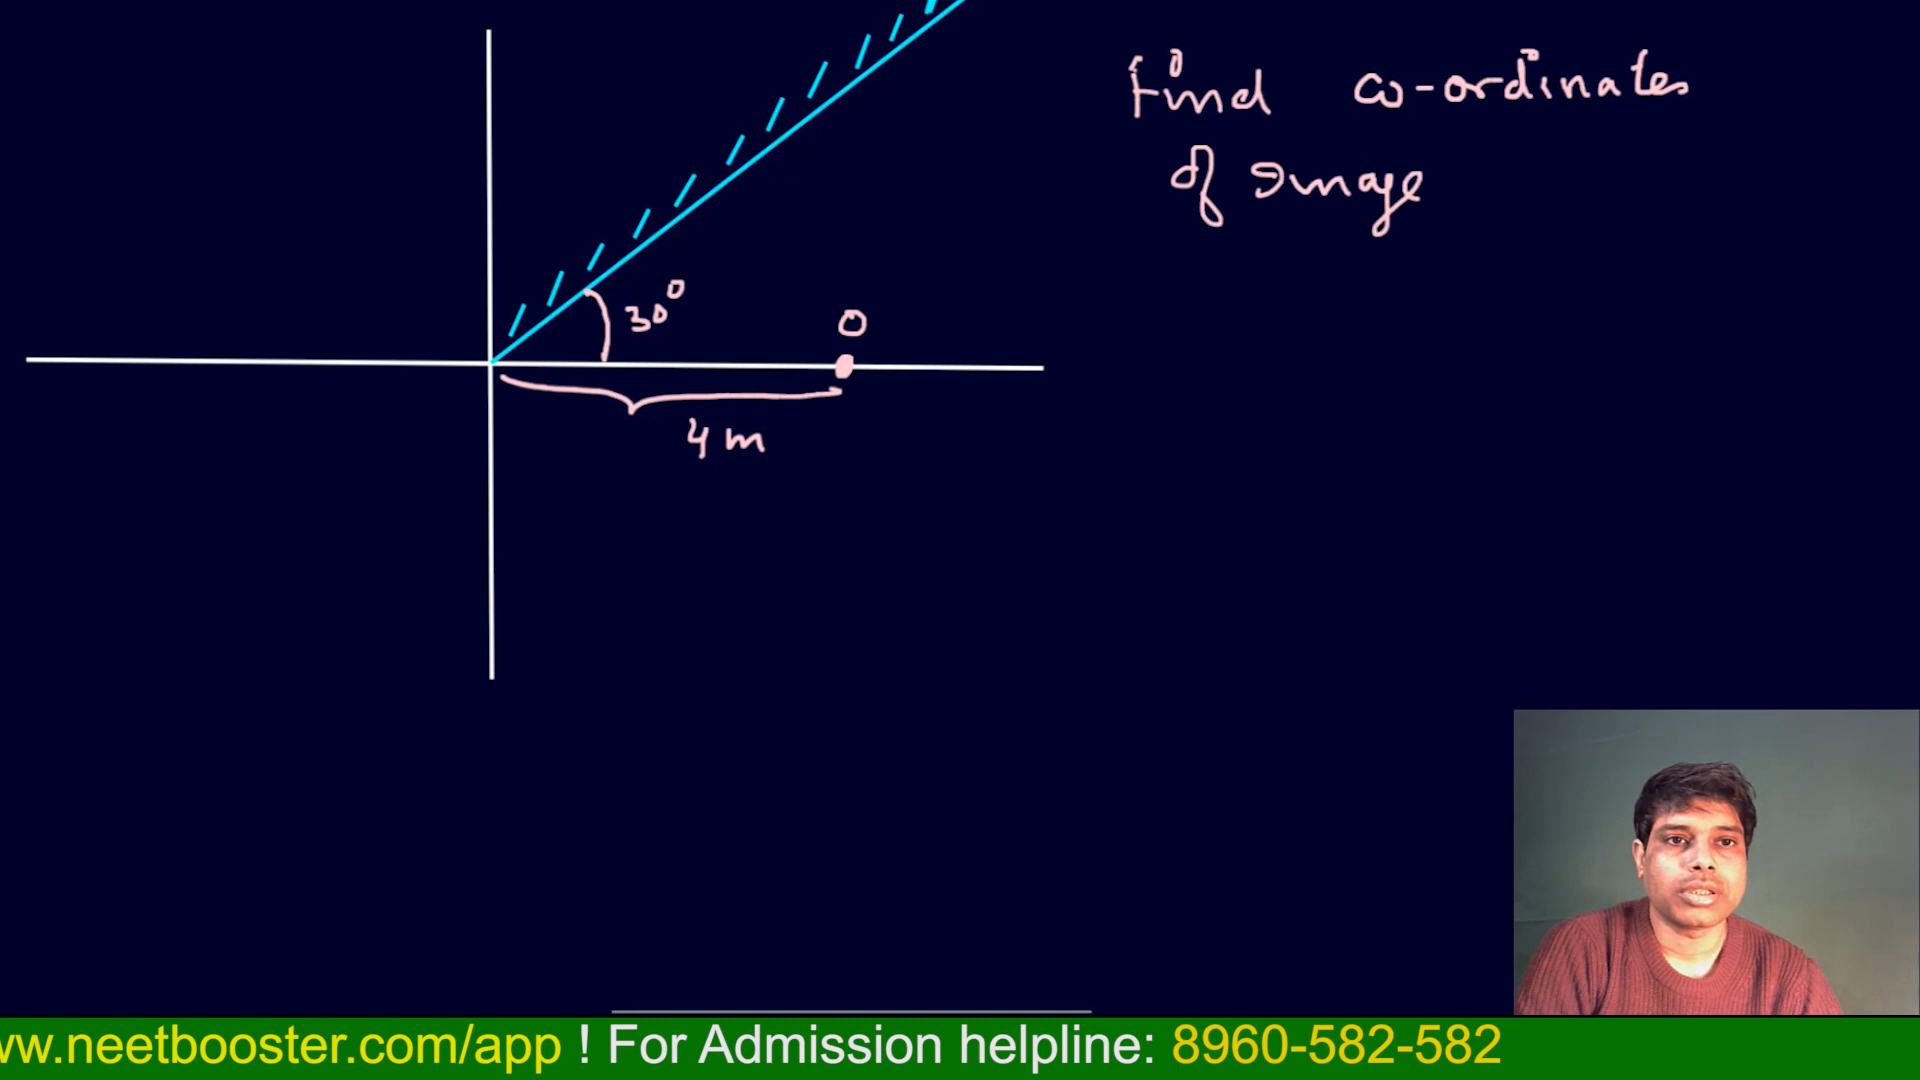 Find co-ordinates
of Image
30°
O
4 m
ww.neetbooster.com/app ! For Admission helpline: 8960-582-582